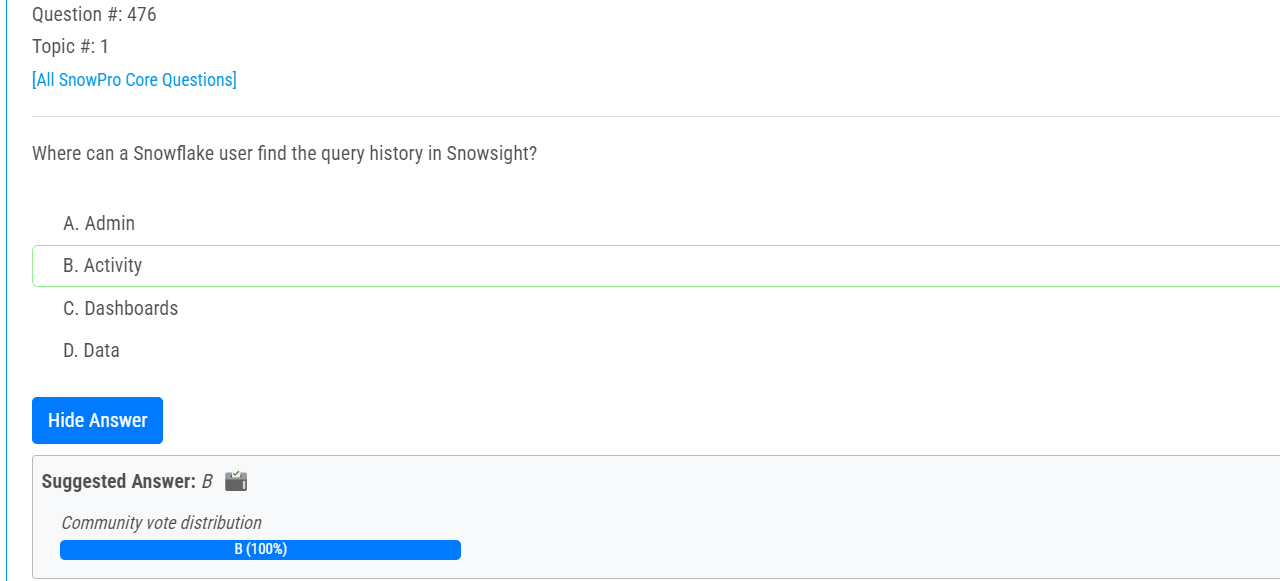 Question #: 476
Topic #: 1
[All SnowPro Core Questions]
Where can a Snowflake user find the query history in Snowsight?
A. Admin
B. Activity
C. Dashboards
D. Data
Hide Answer
Suggested Answer: B
Community vote distribution
B (100%)